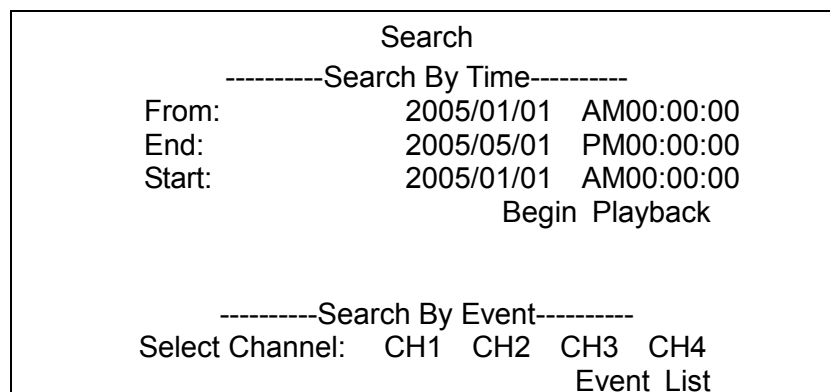 Search
----------Search By Time----------
From: 2005/01/01 AM00:00:00
End: 2005/05/01 PM00:00:00
Start: 2005/01/01 AM00:00:00
Begin Playback
----------Search By Event----------
Select Channel: CH1 CH2 CH3 CH4
Event List